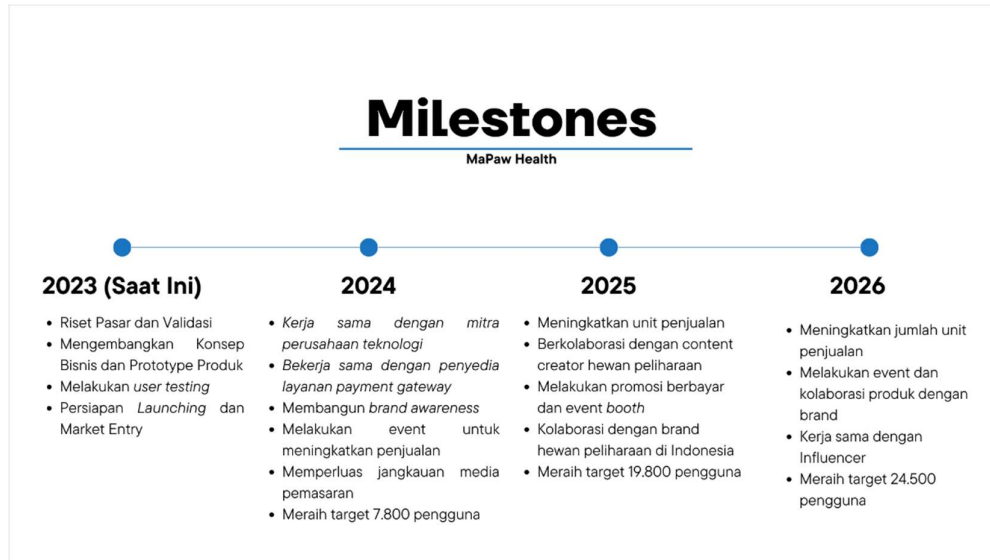 Milestones
MaPaw Health
2023 (Saat Ini)
• Riset Pasar dan Validasi
• Mengembangkan Konsep
Bisnis dan Prototype Produk
• Melakukan user testing
• Persiapan Launching dan
Market Entry
2024
• Kerja sama dengan mitra
perusahaan teknologi
• Bekerja sama dengan penyedia
layanan payment gateway
• Membangun brand awareness
• Melakukan event untuk
meningkatkan penjualan
• Memperluas jangkauan media
pemasaran
• Meraih target 7.800 pengguna
2025
• Meningkatkan unit penjualan
• Berkolaborasi dengan content
creator hewan peliharaan
• Melakukan promosi berbayar
dan event booth
• Kolaborasi dengan brand
hewan peliharaan di Indonesia
• Meraih target 19.800 pengguna
2026
• Meningkatkan jumlah unit
penjualan
• Melakukan event dan
kolaborasi produk dengan
brand
• Kerja sama dengan
Influencer
• Meraih target 24.500
pengguna